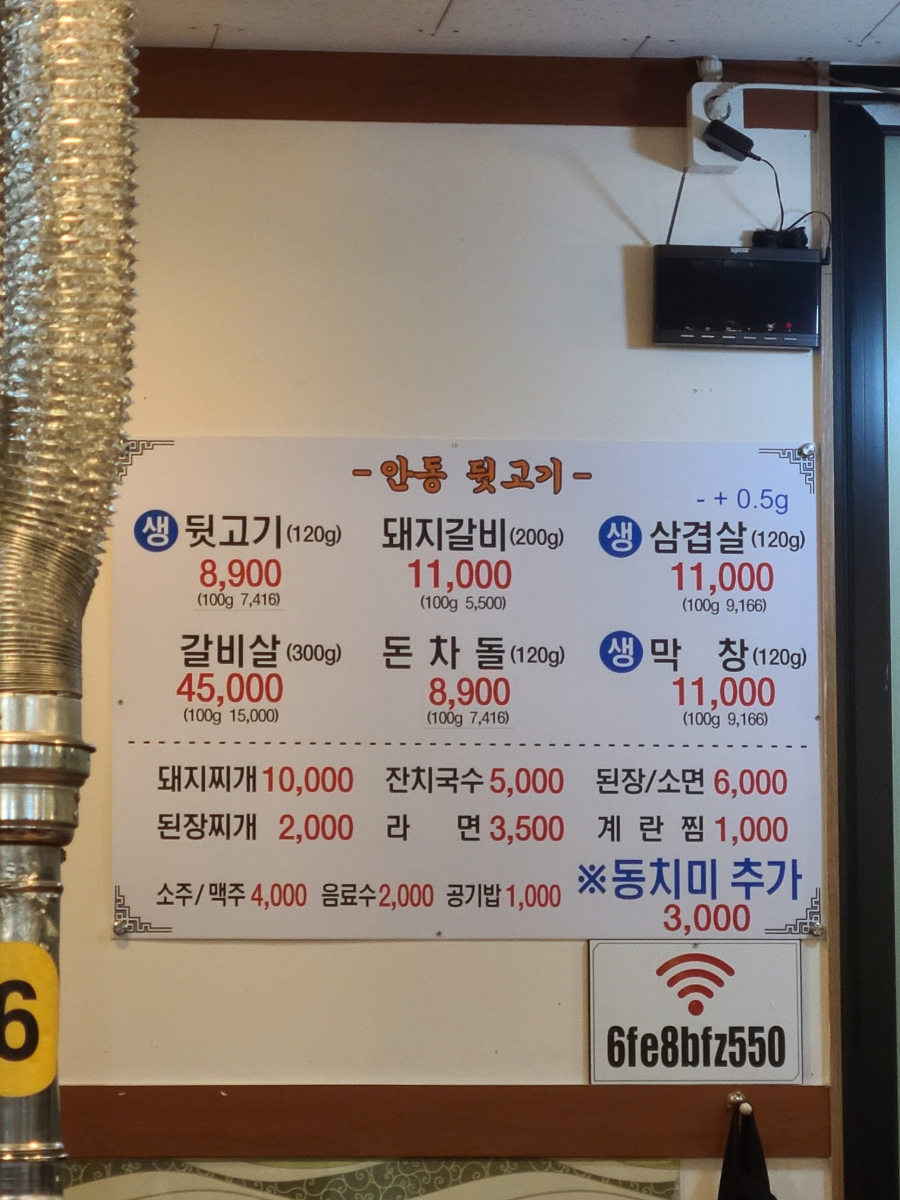 -안동 뒷고기-
- + 0.5g
생 뒷고기 (120g) 돼지갈비 (200g) 생 삼겹살 (120g)
8,900 11,000 11,000
(100g 7,416) (100g 5,500) (100g 9,166)
갈비살 (300g) 돈 차 돌 (120g) 생 막 창 (120g)
45,000 8,900 11,000
(100g 15,000) (100g 7,416) (100g 9,166)
돼지찌개 10,000 잔치국수 5,000 된장/소면 6,000
된장찌개 2,000 라 면 3,500 계 란 찜 1,000
소주/맥주 4,000 음료수 2,000 공기밥 1,000 ※동치미 추가
3,000
6fe8bfz550
6